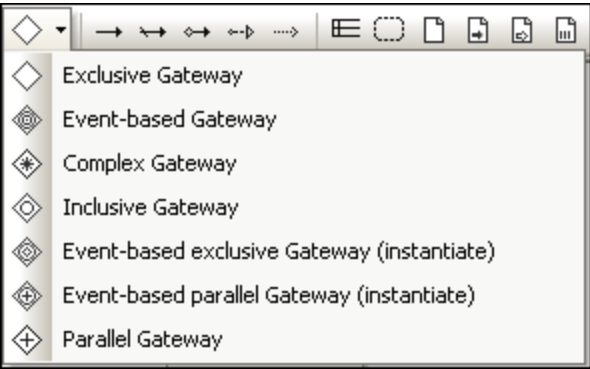 Exclusive Gateway
Event-based Gateway
Complex Gateway
Inclusive Gateway
Event-based exclusive Gateway (instantiate)
Event-based parallel Gateway (instantiate)
Parallel Gateway